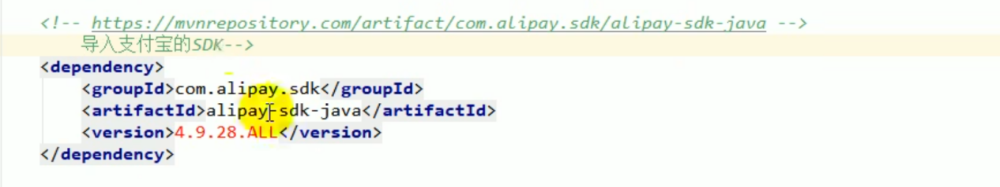 <!-- https://mvnrepository.com/artifact/com.alipay.sdk/alipay-sdk-java -->
导入支付宝的SDK-->
<dependency>
<groupId>com.alipay.sdk</groupId>
<artifactId>alipay-sdk-java</artifactId>
<version>4.9.28.ALL</version>
</dependency>